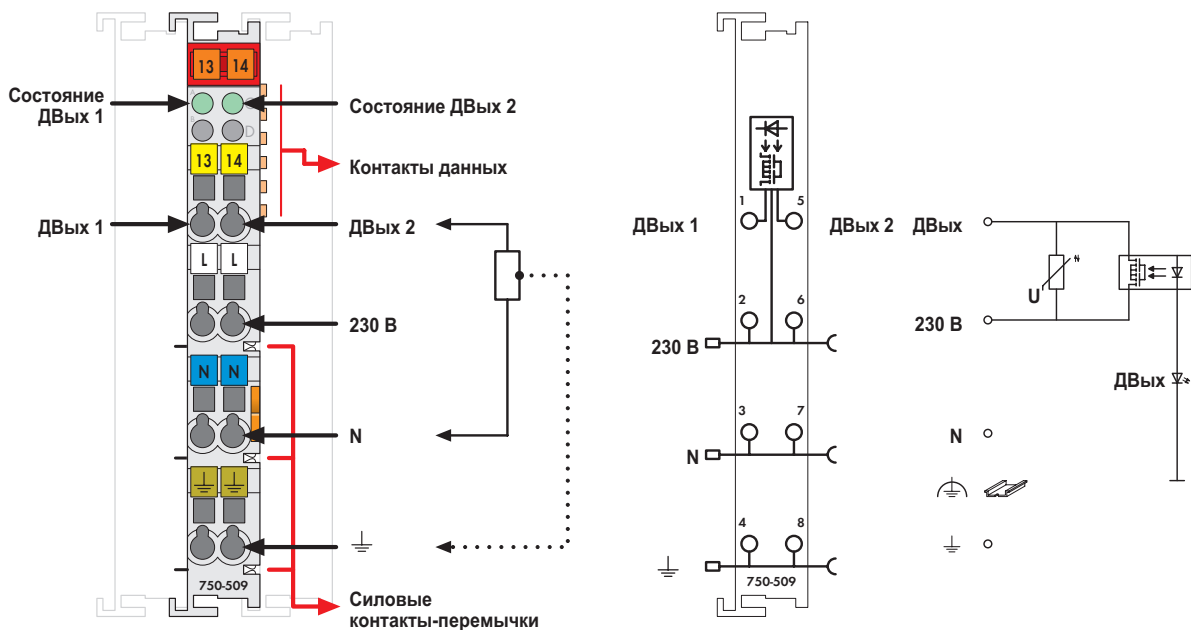 13 14
Состояние
ДВых 1
A
C
Состояние ДВых 2
B
D
13 14
Контакты данных
ДВых 1
ДВых 2
L L
230 В
N N
N
750-509
Силовые
контакты-перемычки
1 5
ДВых 1
ДВых 2
2 6
230 В
3 7
N
4 8
750-509
ДВых
U
230 В
ДВых
N